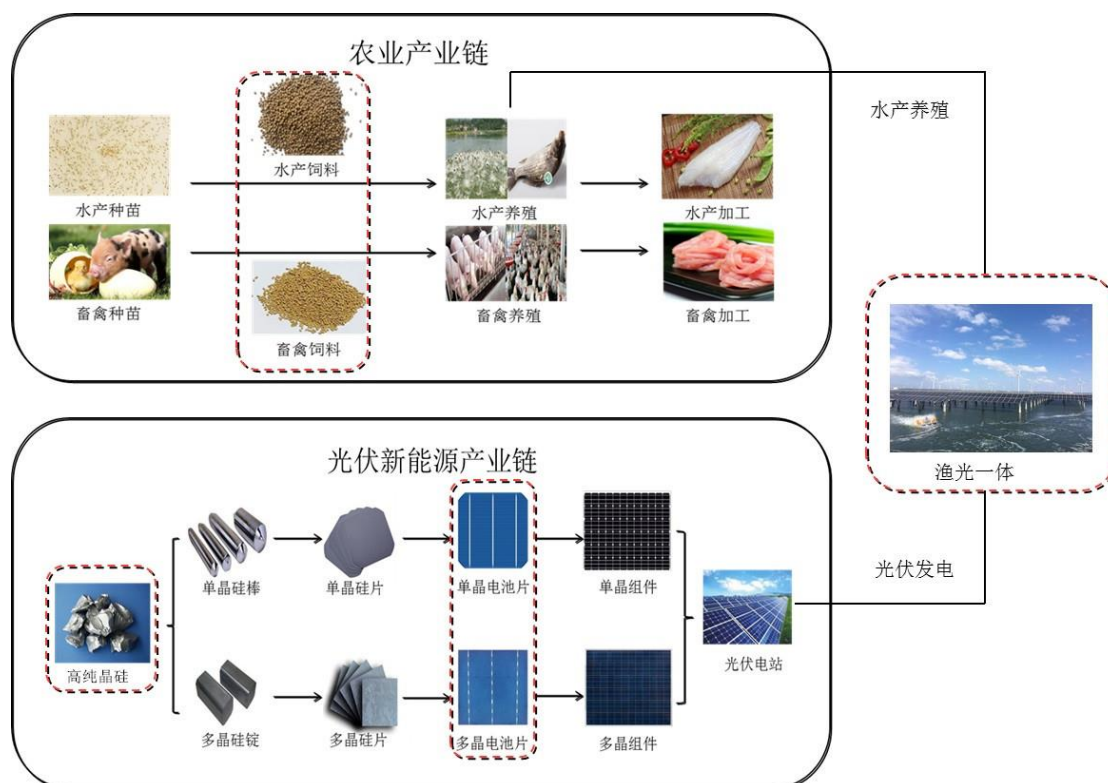 农业产业链
水产养殖
水产饲料
水产种苗
水产养殖
水产加工
畜禽种苗
畜禽饲料
畜禽养殖
畜禽加工
渔光一体
光伏新能源产业链
光伏发电
单晶硅棒
单晶硅片
单晶电池片
单晶组件
高纯晶硅
光伏电站
多晶硅锭
多晶硅片
多晶电池片
多晶组件